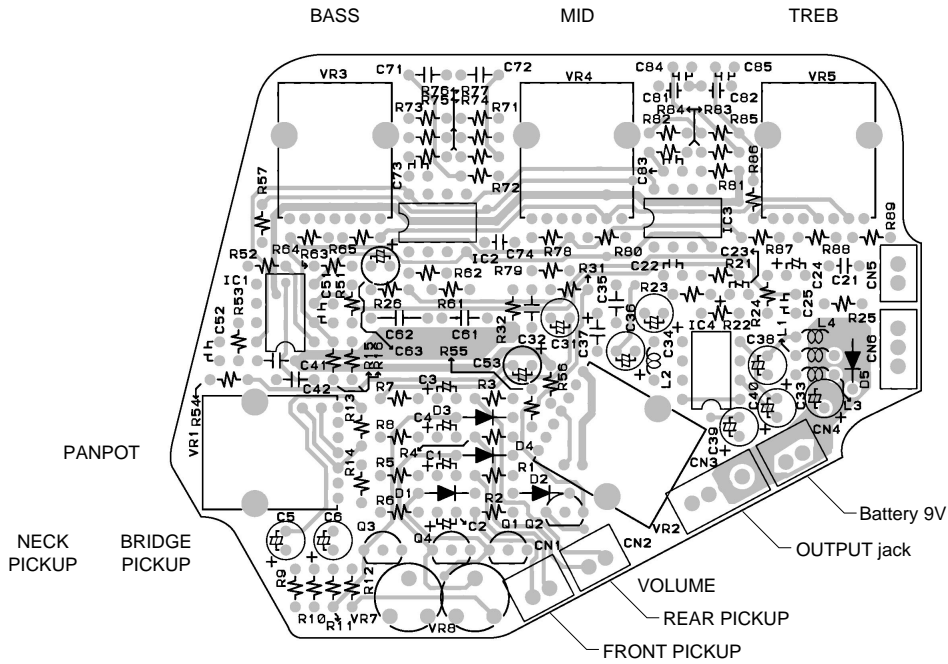 BASS MID TREB
C71 C72 C84 C85
VR3 VR4 VR5
R76 R77 C81 C82
R75 R74
R73 R71 R84 R83
R82 R85
C73 R72 C83 R86
R57 R81
IC3 R89
R52 R64 R63 R65 IC2 C74 R78 R80 C23 R87 R88
IC1 R62 R79 R31 C22 R21 C24 C21 CN5
C51 R51 C35 R23 C25
R53 R26 R61 R32 C36 IC4 R22 R24 L1 R25
C52 C62 C61 C31 C37 C34 C38 L4 CN6
C63 R55 C32
C41 C53 R56 L2 D5
C42 R7 C3 R3 C40 C33 L3
R54 R13 D3 C39 CN4
VR1 R8 C4 CN3
PANPOT R4 D4
R14 R5 C1 R1
R6 D1 R2 D2
Battery 9V
C5 C6 Q3 C2 Q1 Q2 VR2
NECK PICKUP BRIDGE PICKUP Q4 CN1 CN2 OUTPUT jack
R9 R12 VOLUME
R10 R11 VR7 VR8 REAR PICKUP
FRONT PICKUP